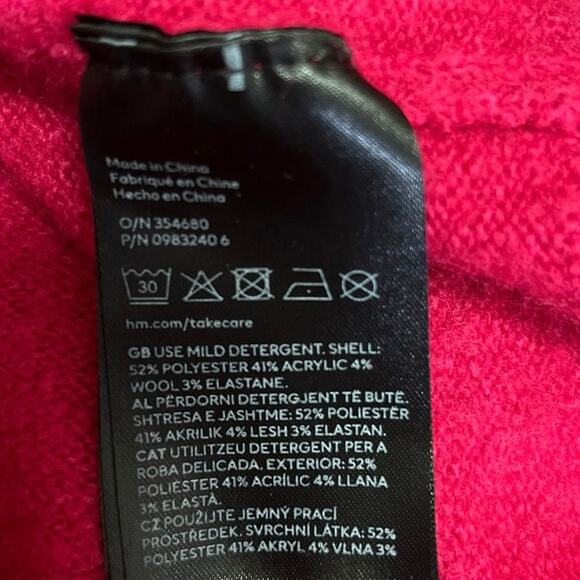 Made in China
Fabriqué en Chine
Hecho en China
O/N 354680
P/N 0983240 6
30
hm.com/takecare
GB USE MILD DETERGENT. SHELL:
52% POLYESTER 41% ACRYLIC 4%
WOOL 3% ELASTANE.
AL PËRDORNI DETERGJENT TË BUTË.
SHTRESA E JASHTME: 52% POLIESTËR
41% AKRILIK 4% LESH 3% ELASTAN.
CAT UTILITZEU DETERGENT PER A
ROBA DELICADA. EXTERIOR: 52%
POLIÈSTER 41% ACRÍLIC 4% LLANA
3% ELASTÀ.
CZ POUŽIJTE JEMNÝ PRACÍ
PROSTŘEDEK. SVRCHNÍ LÁTKA: 52%
POLYESTER 41% AKRYL 4% VLNA 3%